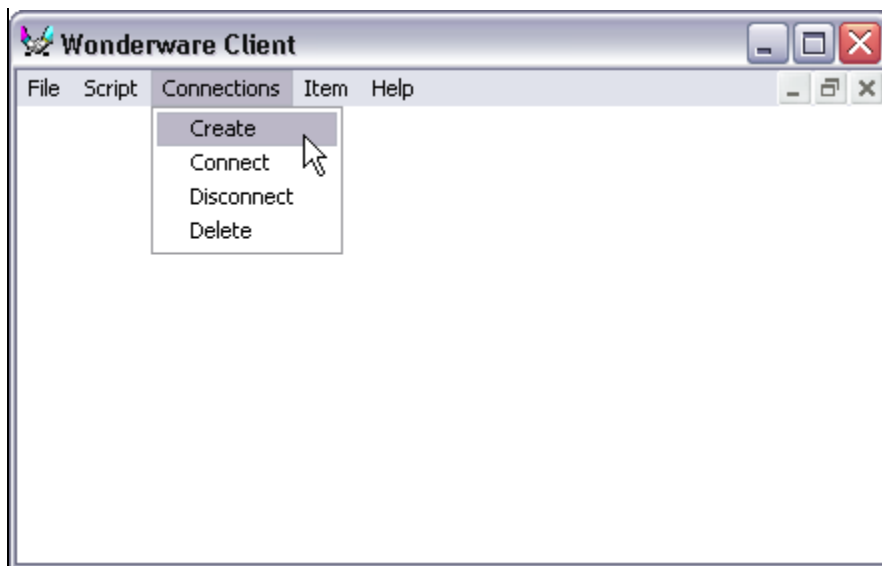 Wonderware Client
File Script Connections Item Help
Create
Connect
Disconnect
Delete